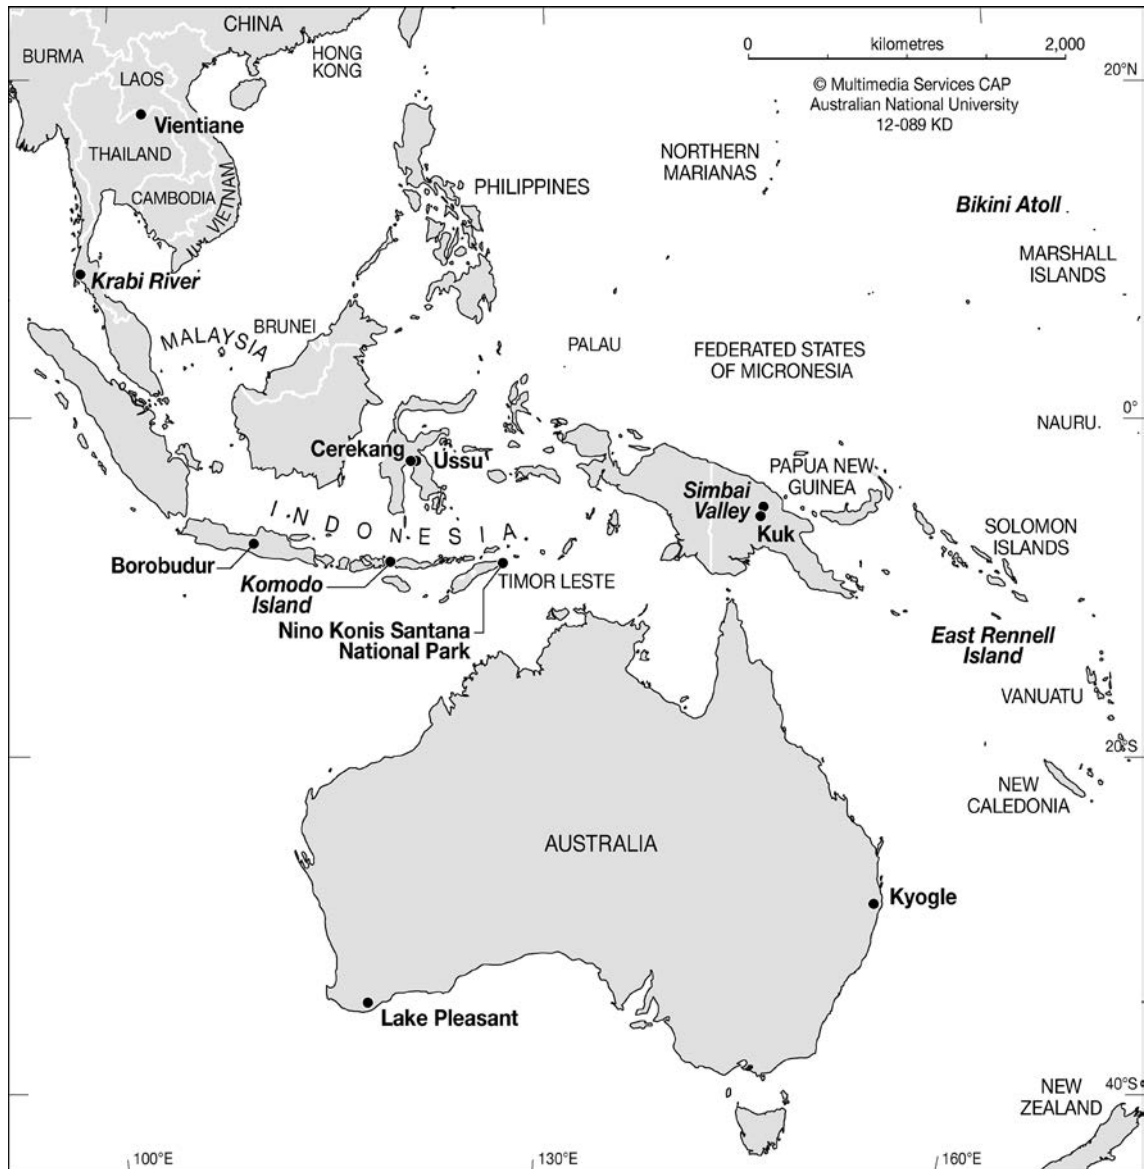 CHINA
BURMA
HONG
KONG
LAOS
0 kilometres 2,000
20°N
© Multimedia Services CAP
Australian National University
12-089 KD
Vientiane
THAILAND
CAMBODIA
VIETNAM
PHILIPPINES
NORTHERN
MARIANAS
Bikini Atoll
MARSHALL
ISLANDS
Krabi River
MALAYSIA
BRUNEI
PALAU
FEDERATED STATES
OF MICRONESIA
0°
NAURU
Cerekang
Ussu
PAPUA NEW
GUINEA
Simbai
Valley
Kuk
INDONESIA
SOLOMON
ISLANDS
Borobudur
Komodo
Island
TIMOR LESTE
Nino Konis Santana
National Park
East Rennell
Island
VANUATU
20°S
NEW
CALEDONIA
AUSTRALIA
Kyogle
Lake Pleasant
40°S
NEW
ZEALAND
100°E
130°E
160°E